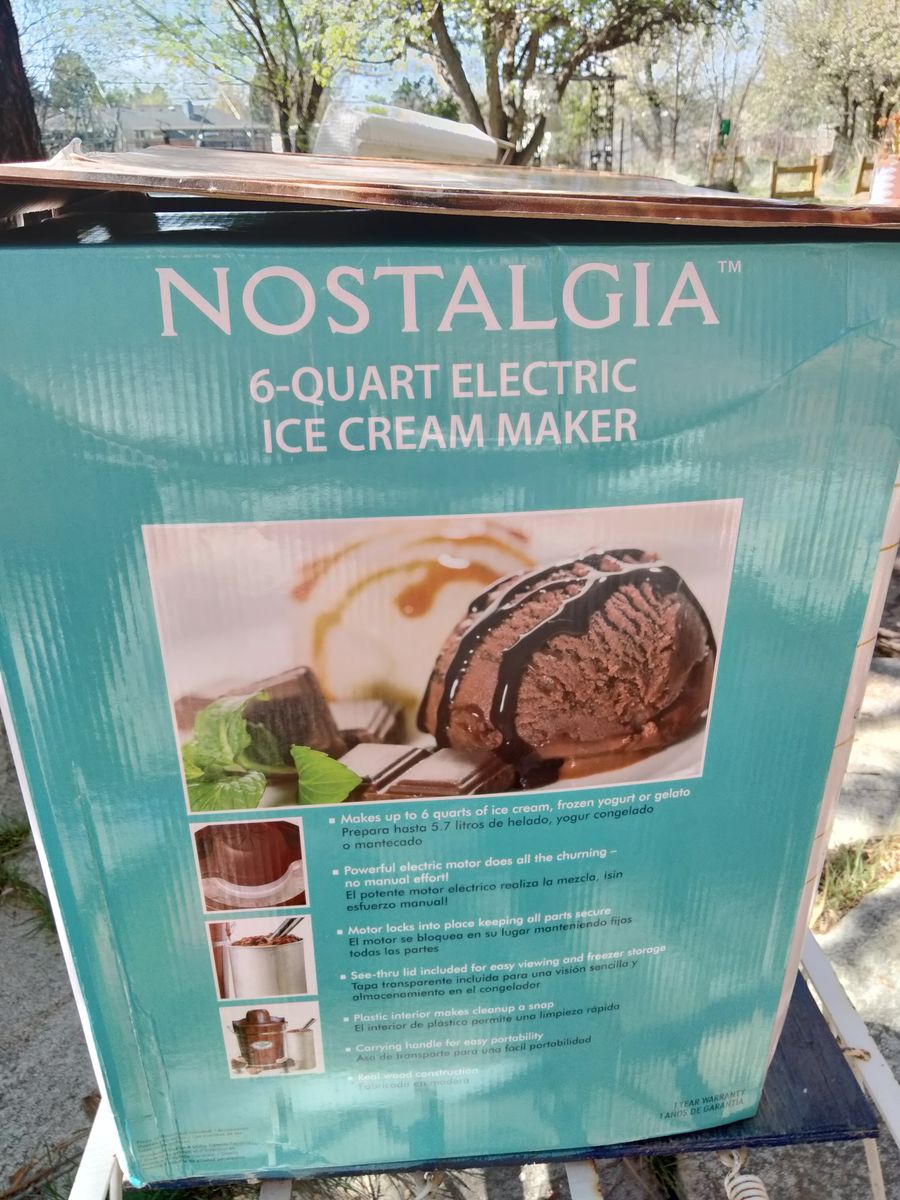 NOSTALGIA™
6-QUART ELECTRIC
ICE CREAM MAKER
▪ Makes up to 6 quarts of ice cream, frozen yogurt or gelato
Prepara hasta 5.7 litros de helado, yogur congelado
o mantecado
▪ Powerful electric motor does all the churning –
no manual effort!
El potente motor eléctrico realiza la mezcla, ¡sin
esfuerzo manual!
▪ Motor locks into place keeping all parts secure
El motor se bloquea en su lugar manteniendo fijas
todas las partes
▪ See-thru lid included for easy viewing and freezer storage
Tapa transparente incluida para una visión sencilla y
almacenamiento en el congelador
▪ Plastic interior makes cleanup a snap
El interior de plástico permite una limpieza rápida
▪ Carrying handle for easy portability
Asa de transporte para una facil portabilidad
▪ Real wood construction
Fabricada en madera
1 YEAR WARRANTY
1 AÑOS DE GARANTÍA